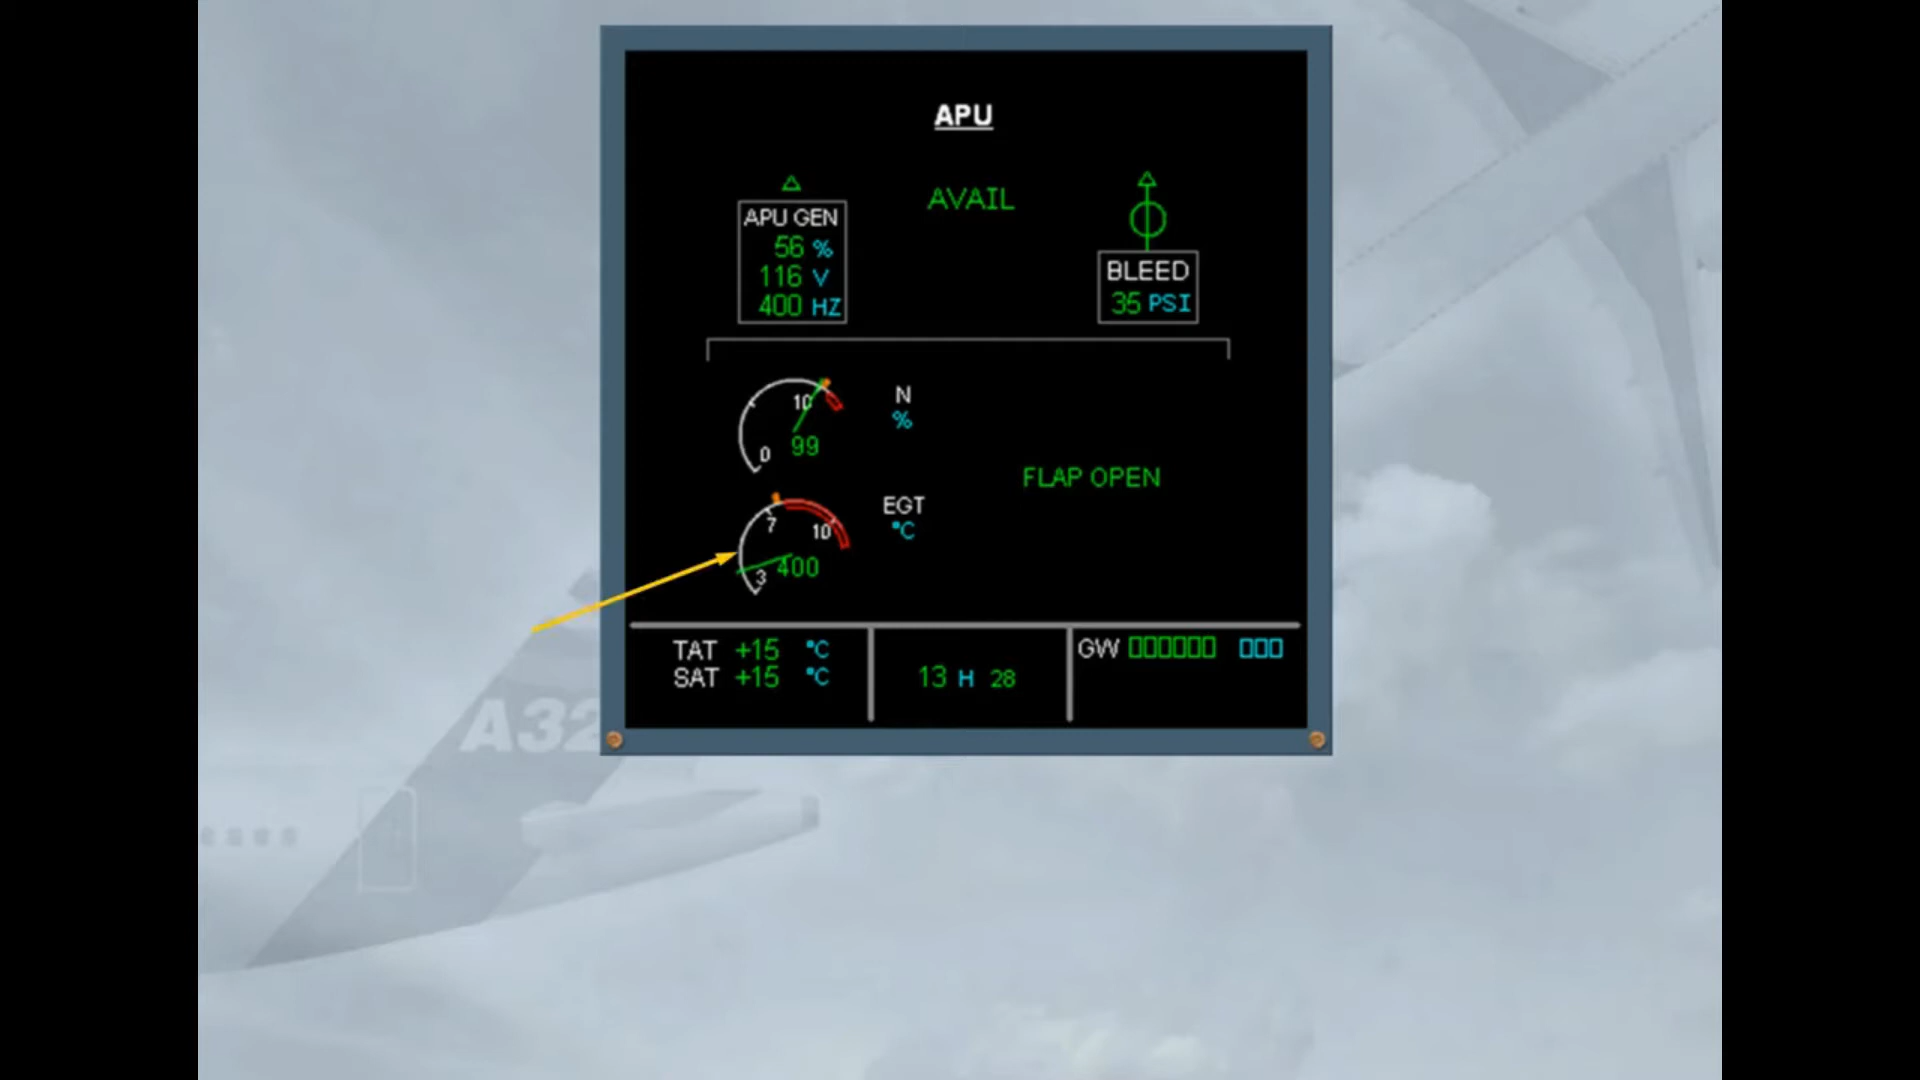 APU
AVAIL
APU GEN
56 %
116 V
400 HZ
BLEED
35 PSI
10
0
99
N
%
FLAP OPEN
7
10
3
400
EGT
°C
TAT +15 °C
SAT +15 °C
13 H 28
GW
A32